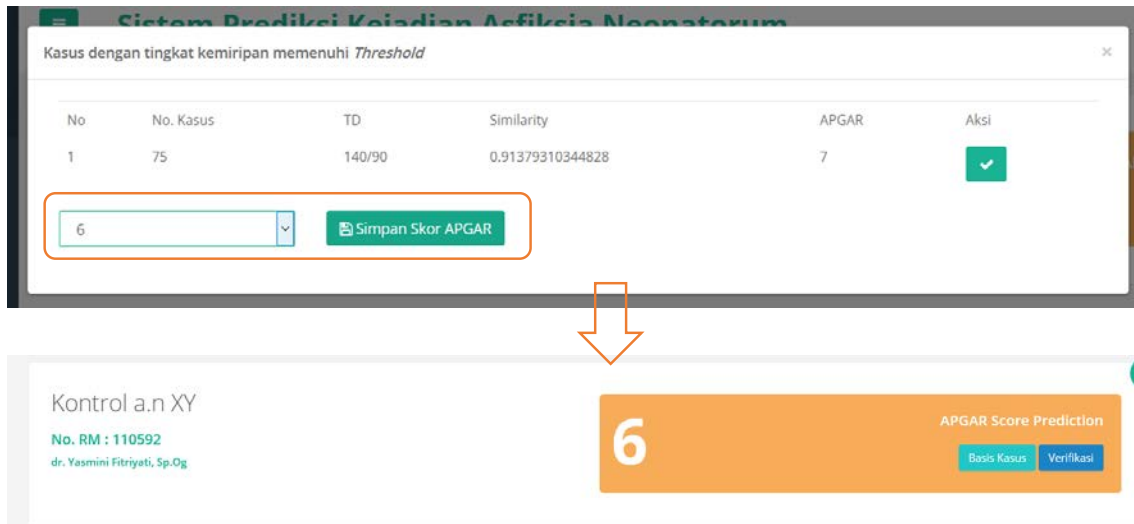 Sistem Prediksi Kejadian Asfiksia Neonatorum
Kasus dengan tingkat kemiripan memenuhi Threshold ×
No No. Kasus TD Similarity APGAR Aksi
1 75 140/90 0.91379310344828 7
6 Simpan Skor APGAR
Kontrol a.n XY
No. RM : 110592
dr. Yasmini Fitriyati, Sp.Og
6
APGAR Score Prediction
Basis Kasus Verifikasi